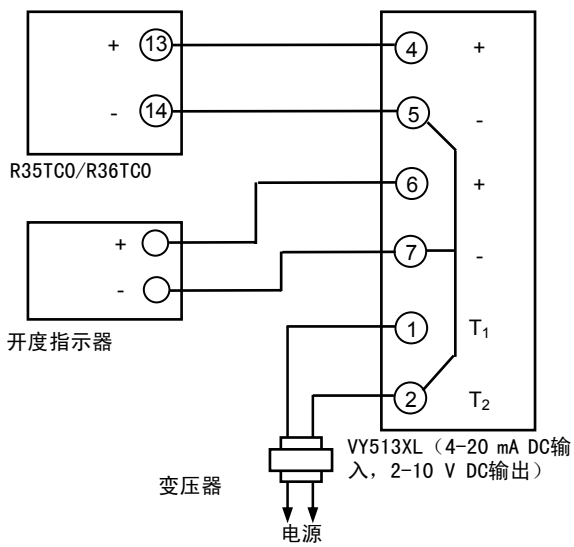 + 13 4 +
- 14 5 -
R35TC0/R36TC0
6 +
+
- 7 -
开度指示器
1 T₁
2 T₂
VY513XL（4-20 mA DC输
入，2-10 V DC输出）
变压器
电源